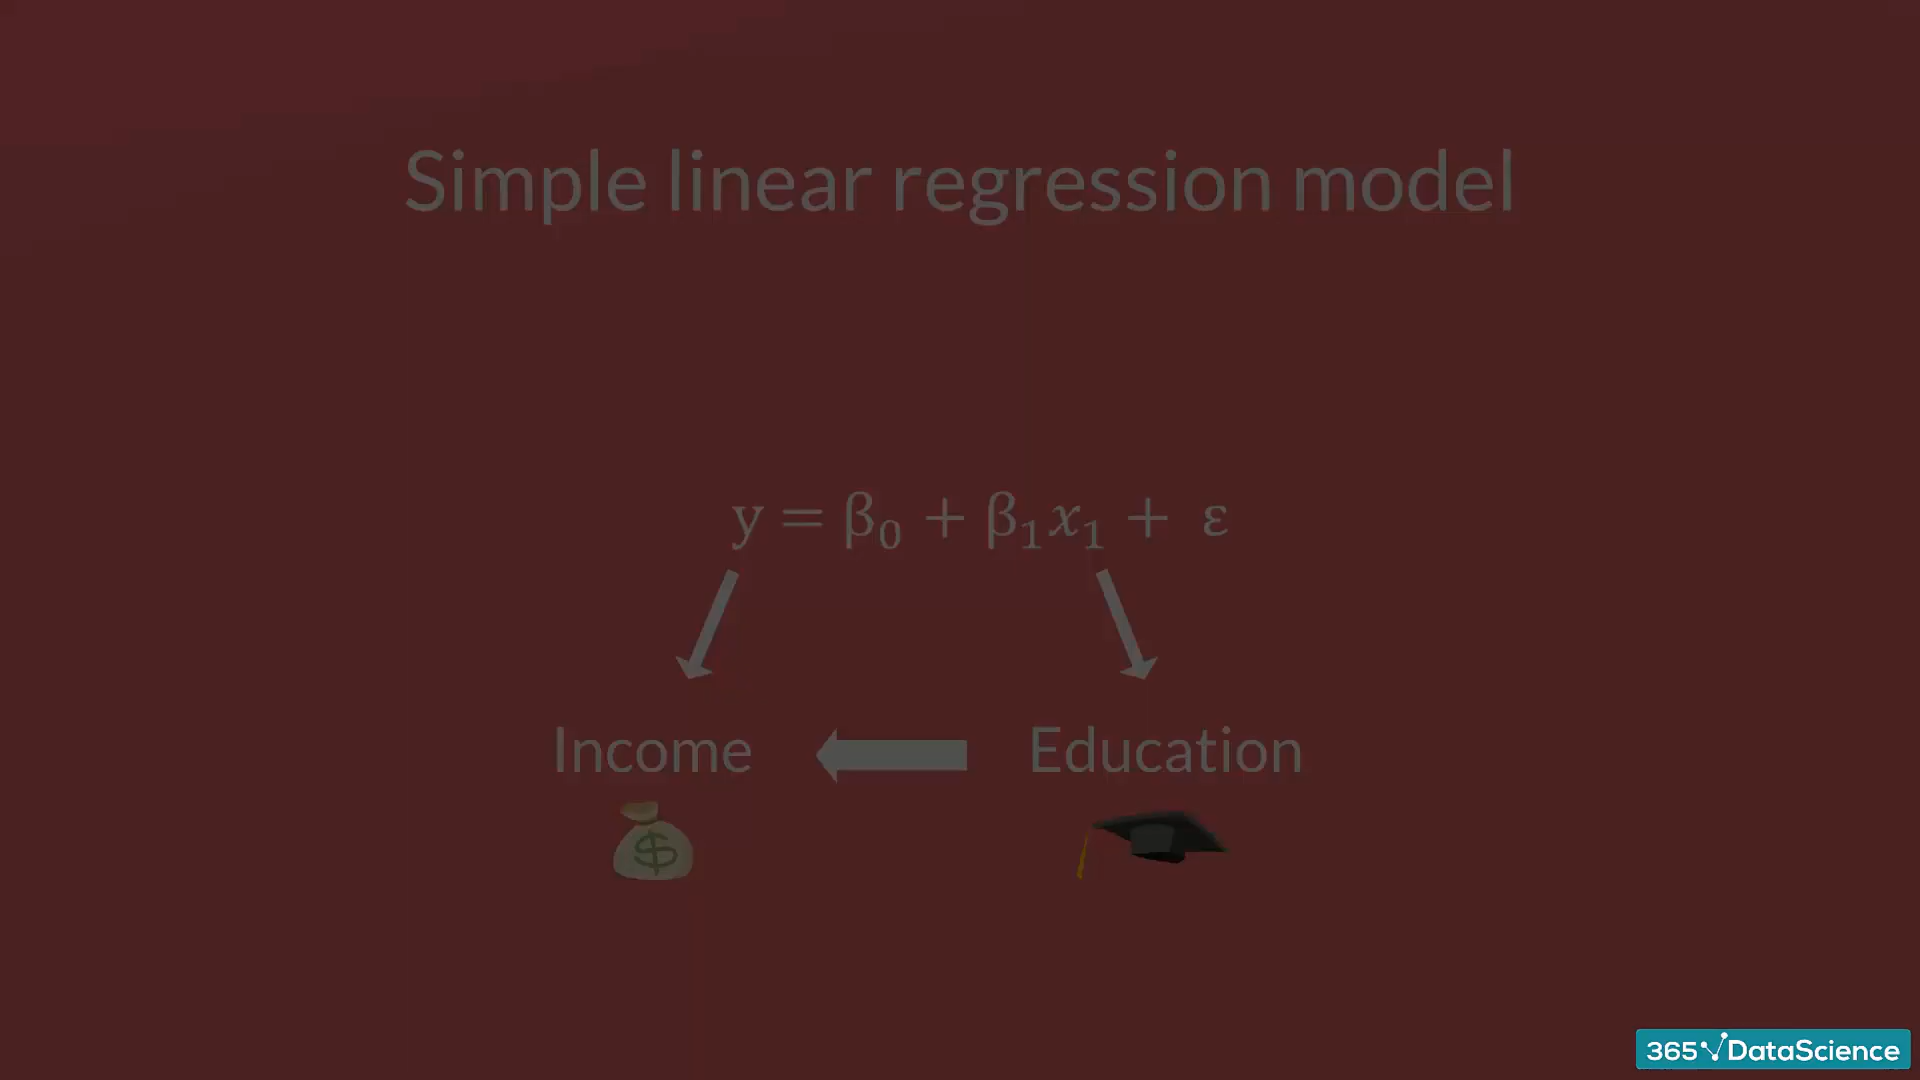 Simple linear regression model
y = β₀ + β₁x₁ + ε
Income Education
$
365 DataScience